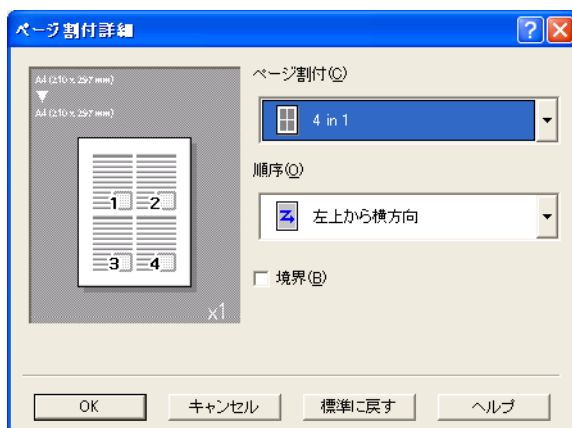 ページ割付詳細
A4 (210 x 297 mm)
A4 (210 x 297 mm)
1 2
3 4
x1
ページ割付(C)
4 in 1
順序(O)
左上から横方向
境界(B)
OK キャンセル 標準に戻す ヘルプ